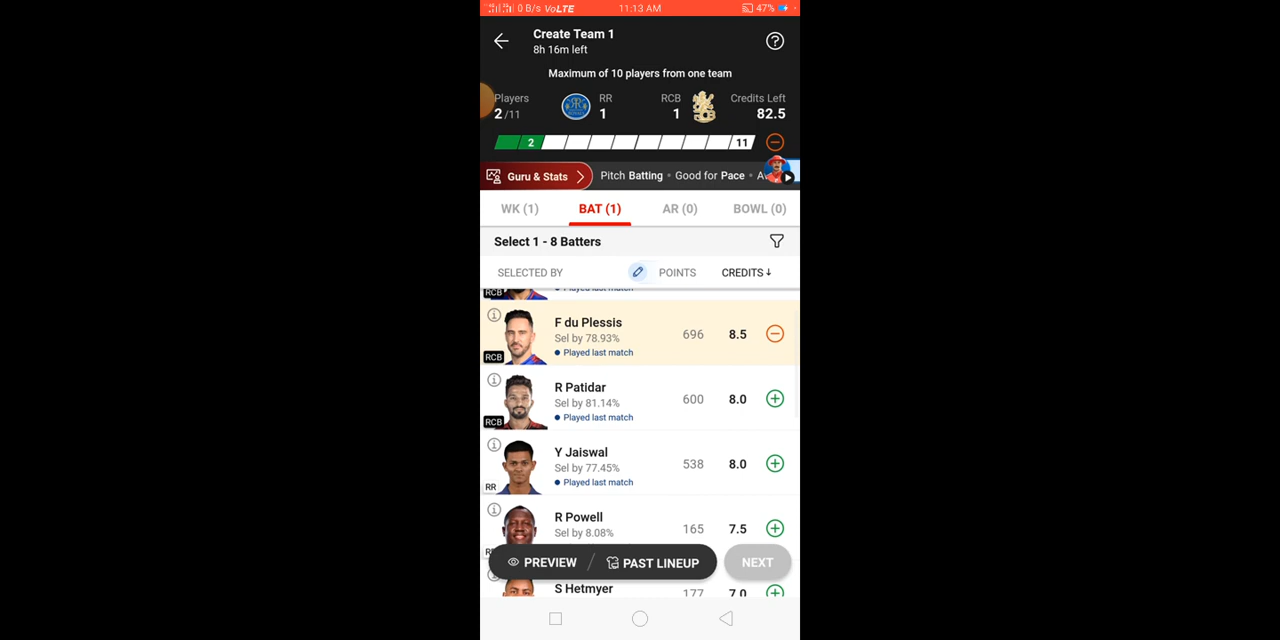 0 B/s VoLTE 11:13 AM 47%
Create Team 1
8h 16m left
Maximum of 10 players from one team
Players RR RCB Credits Left
2/11 1 1 82.5
2 11
Guru & Stats Pitch Batting • Good for Pace •
WK (1) BAT (1) AR (0) BOWL (0)
Select 1 - 8 Batters
SELECTED BY POINTS CREDITS↓
RCB Played last match
F du Plessis
Sel by 78.93% 696 8.5
RCB • Played last match
R Patidar
Sel by 81.14% 600 8.0
RCB • Played last match
Y Jaiswal
Sel by 77.45% 538 8.0
RR • Played last match
R Powell
Sel by 8.08% 165 7.5
PREVIEW / PAST LINEUP NEXT
S Hetmyer 177 7.0